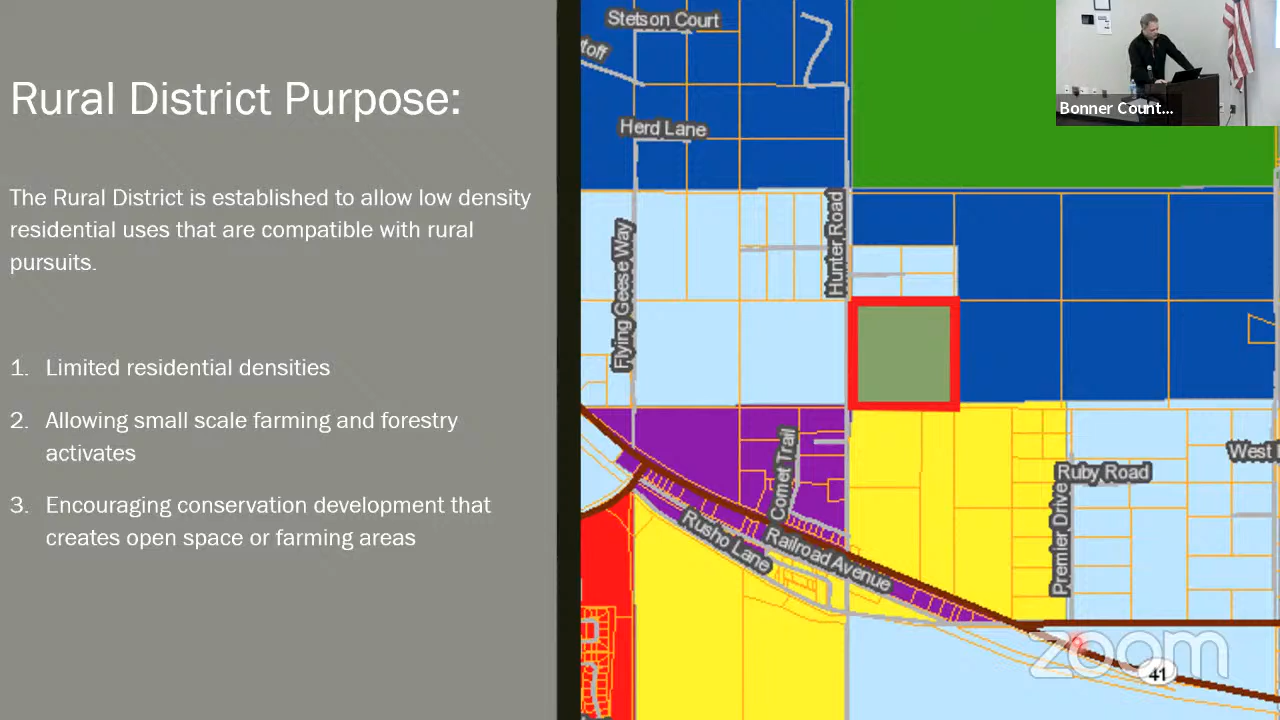 Rural District Purpose:
The Rural District is established to allow low density
residential uses that are compatible with rural
pursuits.
1. Limited residential densities
2. Allowing small scale farming and forestry
activates
3. Encouraging conservation development that
creates open space or farming areas
Stetson Court
toff
Herd Lane
Hunter Road
Flying Geese Way
Comet Trail
Rusho Lane
Railroad Avenue
Ruby Road
Premier Drive
West
41
Bonner Count...
zoom